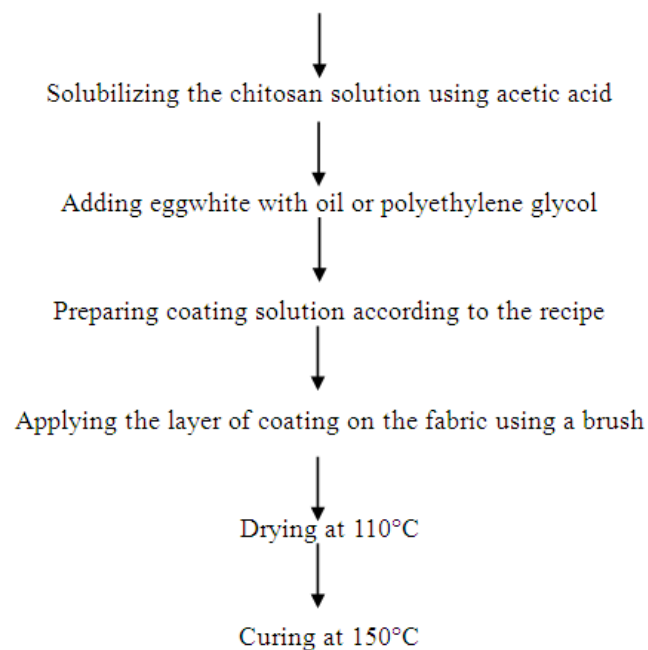 Solubilizing the chitosan solution using acetic acid
Adding eggwhite with oil or polyethylene glycol
Preparing coating solution according to the recipe
Applying the layer of coating on the fabric using a brush
Drying at 110°C
Curing at 150°C